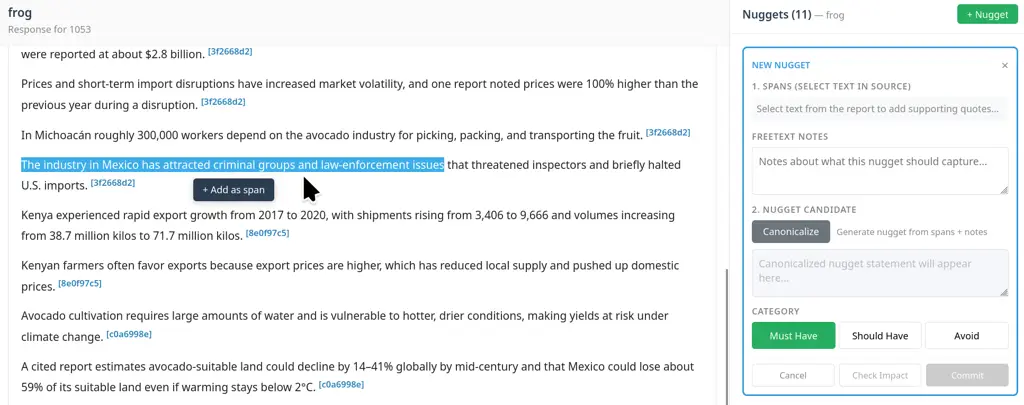 frog
Response for 1053
were reported at about $2.8 billion. [3f2668d2]
Prices and short-term import disruptions have increased market volatility, and one report noted prices were 100% higher than the
previous year during a disruption. [3f2668d2]
In Michoacán roughly 300,000 workers depend on the avocado industry for picking, packing, and transporting the fruit. [3f2668d2]
The industry in Mexico has attracted criminal groups and law-enforcement issues that threatened inspectors and briefly halted
U.S. imports. [3f2668d2]
+ Add as span
Kenya experienced rapid export growth from 2017 to 2020, with shipments rising from 3,406 to 9,666 and volumes increasing
from 38.7 million kilos to 71.7 million kilos. [8e0f97c5]
Kenyan farmers often favor exports because export prices are higher, which has reduced local supply and pushed up domestic
prices. [8e0f97c5]
Avocado cultivation requires large amounts of water and is vulnerable to hotter, drier conditions, making yields at risk under
climate change. [c0a6998e]
A cited report estimates avocado-suitable land could decline by 14–41% globally by mid-century and that Mexico could lose about
59% of its suitable land even if warming stays below 2°C. [c0a6998e]
Nuggets (11) — frog
+ Nugget
NEW NUGGET ×
1. SPANS (SELECT TEXT IN SOURCE)
Select text from the report to add supporting quotes...
FREETEXT NOTES
Notes about what this nugget should capture...
2. NUGGET CANDIDATE
Canonicalize Generate nugget from spans + notes
Canonicalized nugget statement will appear
here...
CATEGORY
Must Have Should Have Avoid
Cancel Check Impact Commit